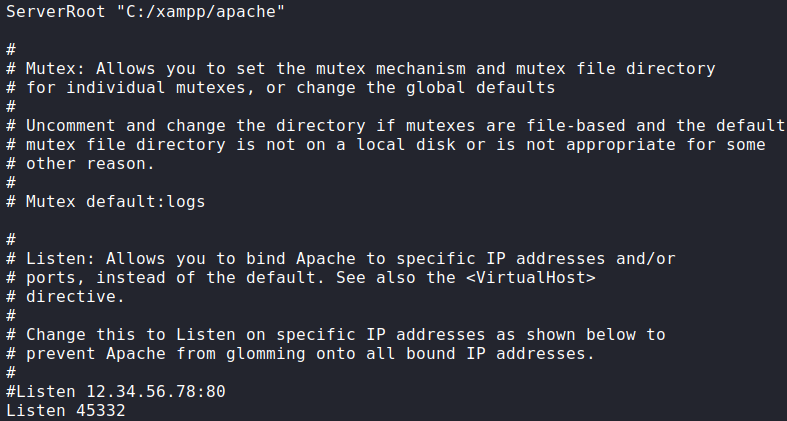 ServerRoot "C:/xampp/apache"
#
# Mutex: Allows you to set the mutex mechanism and mutex file directory
# for individual mutexes, or change the global defaults
#
# Uncomment and change the directory if mutexes are file-based and the default
# mutex file directory is not on a local disk or is not appropriate for some
# other reason.
#
# Mutex default:logs
#
# Listen: Allows you to bind Apache to specific IP addresses and/or
# ports, instead of the default. See also the <VirtualHost>
# directive.
#
# Change this to Listen on specific IP addresses as shown below to
# prevent Apache from glomming onto all bound IP addresses.
#
#Listen 12.34.56.78:80
Listen 45332